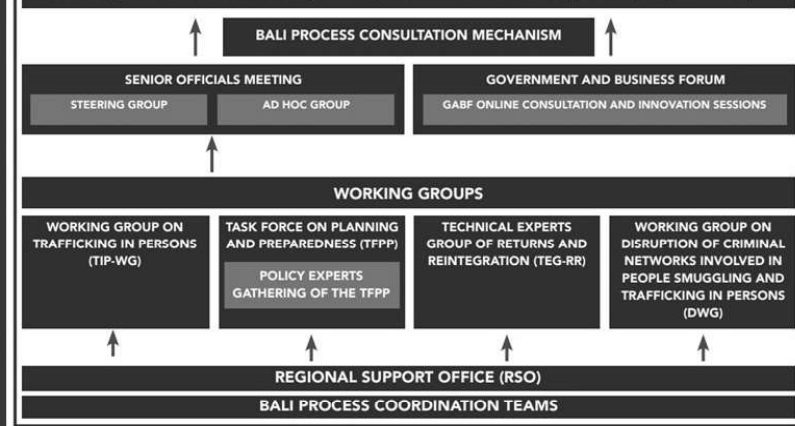 BALI PROCESS CONSULTATION MECHANISM
SENIOR OFFICIALS MEETING
STEERING GROUP
AD HOC GROUP
GOVERNMENT AND BUSINESS FORUM
GABF ONLINE CONSULTATION AND INNOVATION SESSIONS
WORKING GROUPS
WORKING GROUP ON
TRAFFICKING IN PERSONS
(TIP-WG)
TASK FORCE ON PLANNING
AND PREPAREDNESS (TFPP)
POLICY EXPERTS
GATHERING OF THE TFPP
TECHNICAL EXPERTS
GROUP OF RETURNS AND
REINTEGRATION (TEG-RR)
WORKING GROUP ON
DISRUPTION OF CRIMINAL
NETWORKS INVOLVED IN
PEOPLE SMUGGLING AND
TRAFFICKING IN PERSONS
(DWG)
REGIONAL SUPPORT OFFICE (RSO)
BALI PROCESS COORDINATION TEAMS